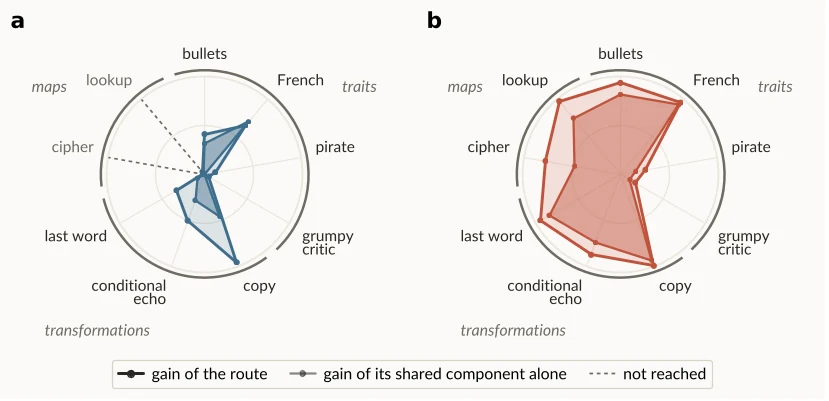 a
bullets
maps
lookup
French
traits
cipher
pirate
last word
grumpy
critic
conditional
echo
copy
transformations
b
bullets
maps
lookup
French
traits
cipher
pirate
last word
grumpy
critic
conditional
echo
copy
transformations
gain of the route
gain of its shared component alone
not reached